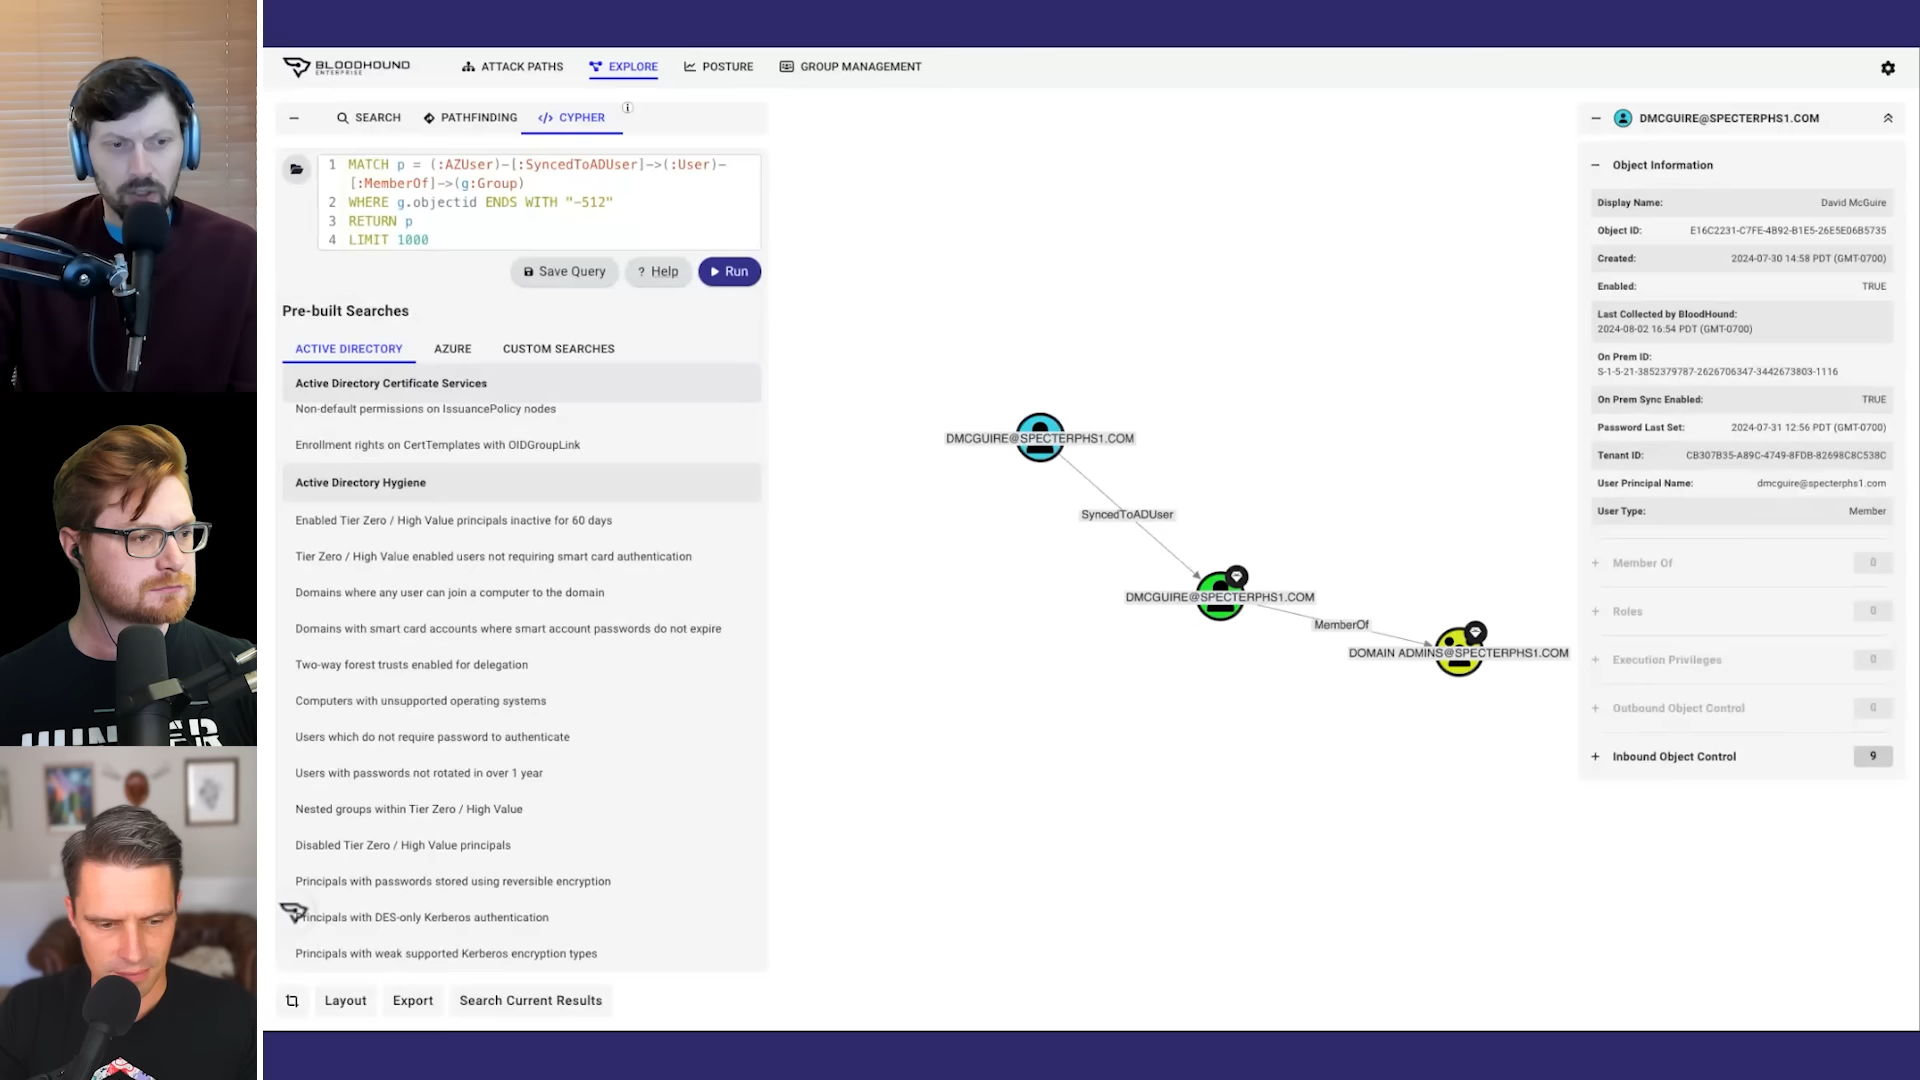 BLOODHOUND
ENTERPRISE
ATTACK PATHS
EXPLORE
POSTURE
GROUP MANAGEMENT
SEARCH
PATHFINDING
</> CYPHER
1 MATCH p = (:AZUser)-[:SyncedToADUser]->(:User)-
[:MemberOf]->(g:Group)
2 WHERE g.objectid ENDS WITH "-512"
3 RETURN p
4 LIMIT 1000
Save Query
? Help
Run
Pre-built Searches
ACTIVE DIRECTORY
AZURE
CUSTOM SEARCHES
Active Directory Certificate Services
Non-default permissions on IssuancePolicy nodes
Enrollment rights on CertTemplates with OIDGroupLink
Active Directory Hygiene
Enabled Tier Zero / High Value principals inactive for 60 days
Tier Zero / High Value enabled users not requiring smart card authentication
Domains where any user can join a computer to the domain
Domains with smart card accounts where smart account passwords do not expire
Two-way forest trusts enabled for delegation
Computers with unsupported operating systems
Users which do not require password to authenticate
Users with passwords not rotated in over 1 year
Nested groups within Tier Zero / High Value
Disabled Tier Zero / High Value principals
Principals with passwords stored using reversible encryption
Principals with DES-only Kerberos authentication
Principals with weak supported Kerberos encryption types
Layout
Export
Search Current Results
DMCGUIRE@SPECTERPHS1.COM
SyncedToADUser
DMCGUIRE@SPECTERPHS1.COM
MemberOf
DOMAIN ADMINS@SPECTERPHS1.COM
DMCGUIRE@SPECTERPHS1.COM
Object Information
Display Name: David McGuire
Object ID: E16C2231-C7FE-4B92-B1E5-26E5E06B5735
Created: 2024-07-30 14:58 PDT (GMT-0700)
Enabled: TRUE
Last Collected by BloodHound:
2024-08-02 16:54 PDT (GMT-0700)
On Prem ID:
S-1-5-21-3852379787-2626706347-3442673803-1116
On Prem Sync Enabled: TRUE
Password Last Set: 2024-07-31 12:56 PDT (GMT-0700)
Tenant ID: CB307B35-A89C-4749-8FDB-82698C8C538C
User Principal Name: dmcguire@specterphs1.com
User Type: Member
+ Member Of 0
+ Roles 0
+ Execution Privileges 0
+ Outbound Object Control 0
+ Inbound Object Control 9